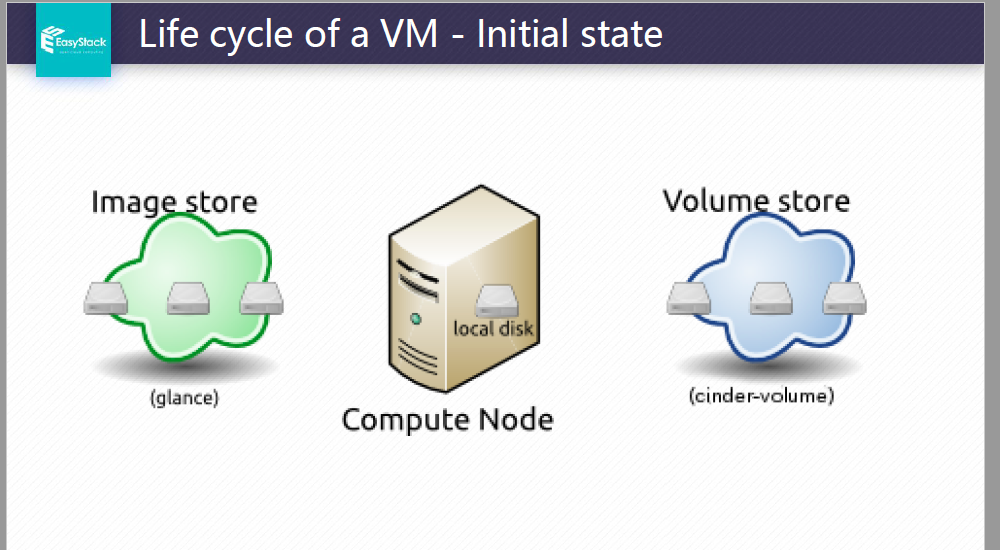 EasyStack
Life cycle of a VM - Initial state
Image store
Volume store
local disk
(glance)
(cinder-volume)
Compute Node